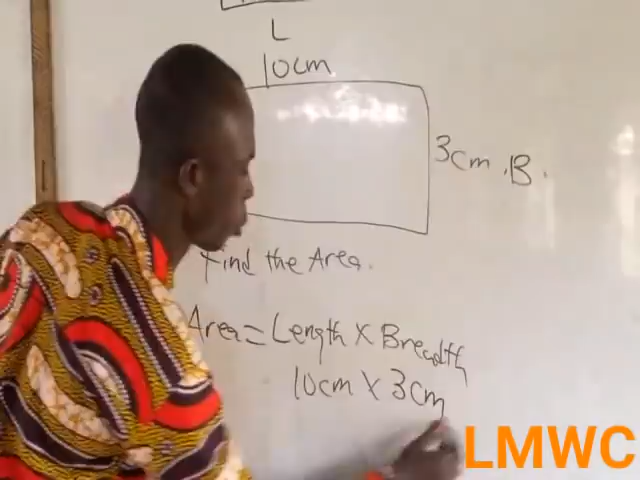 L
10cm
3cm .B.
Find the Area.
Area = Length X Breadth
10cm X 3cm
LMWC